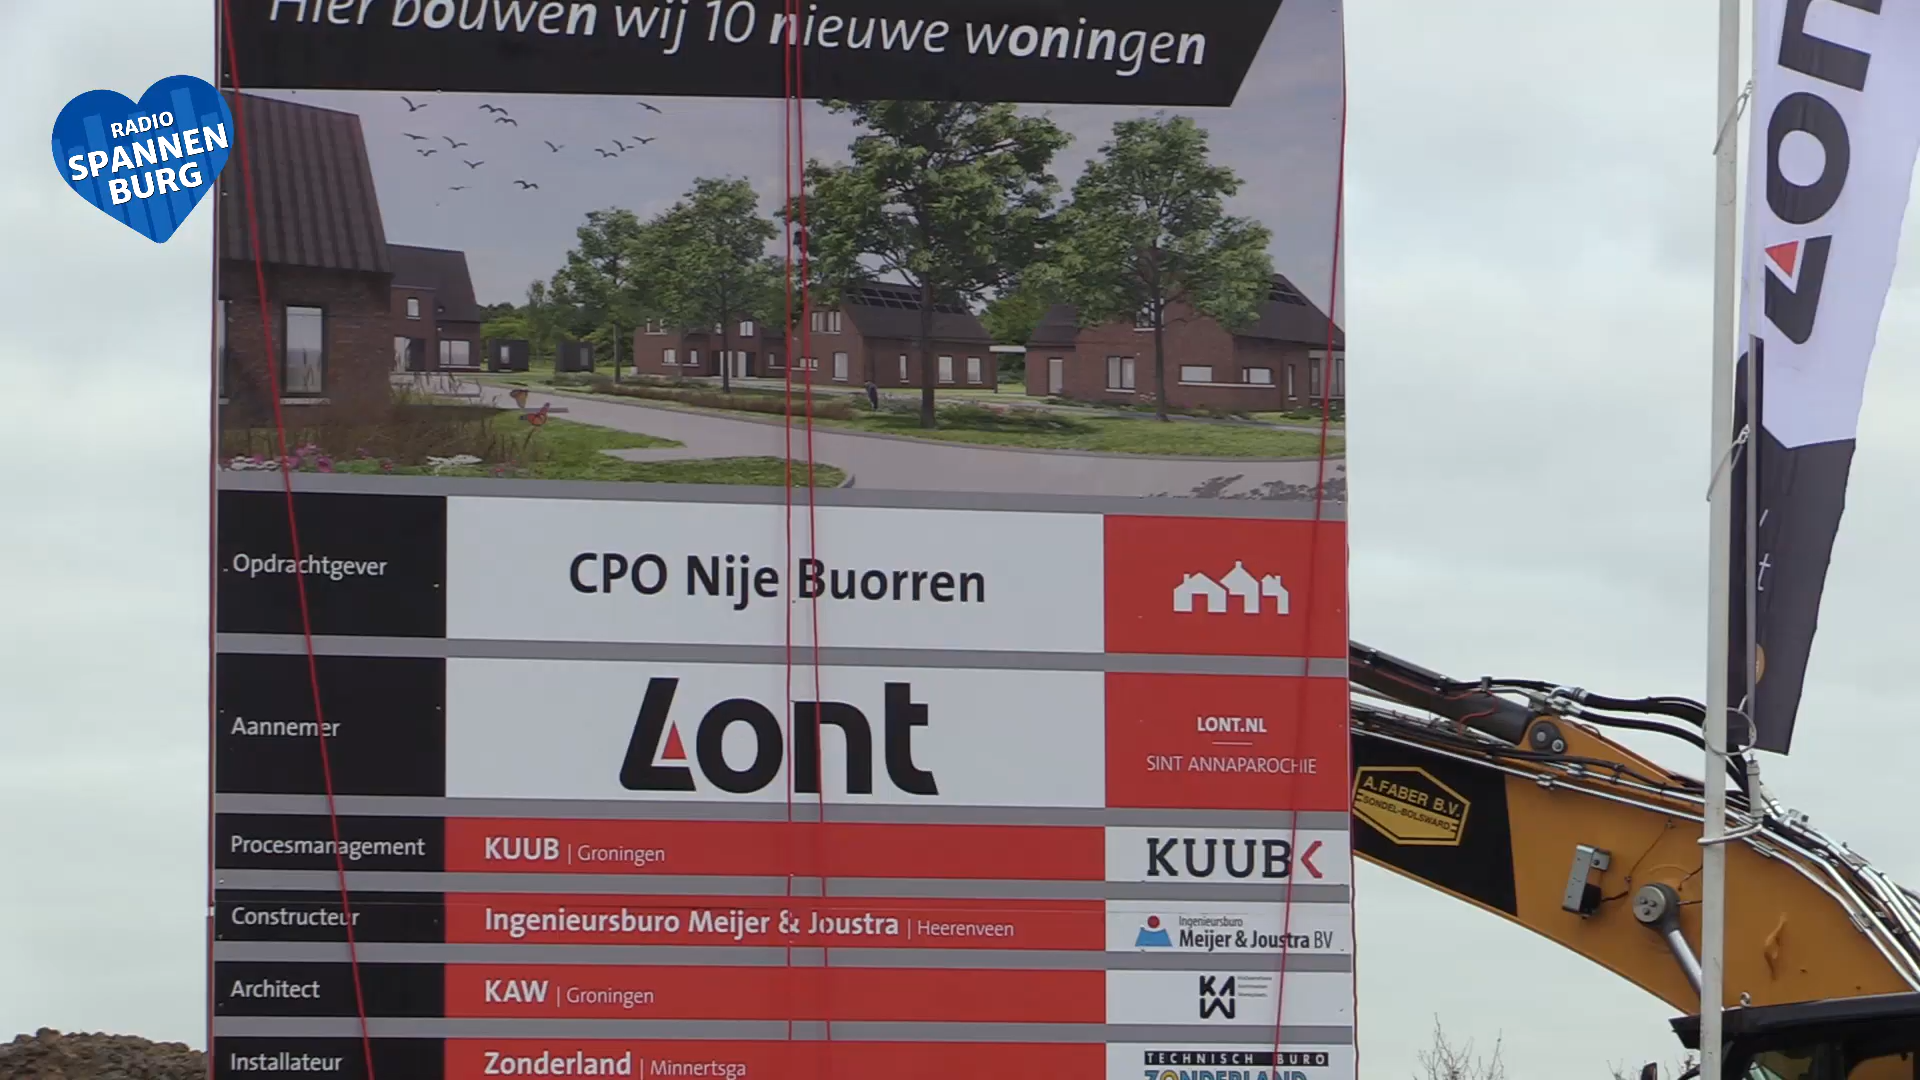 Hier bouwen wij 10 nieuwe woningen
RADIO
SPANNEN
BURG
Opdrachtgever
CPO Nije Buorren
Aannemer
Lont
LONT.NL
SINT ANNAPAROCHIE
Procesmanagement
KUUB | Groningen
KUUB
Constructeur
Ingenieursburo Meijer & Joustra | Heerenveen
Ingenieursburo
Meijer & Joustra BV
Architect
KAW | Groningen
KAW
Installateur
Zonderland | Minnertsga
TECHNISCH BURO
ZONDERLAND
A. FABER B.V.
SONDEL-BOLSWARD
Lon